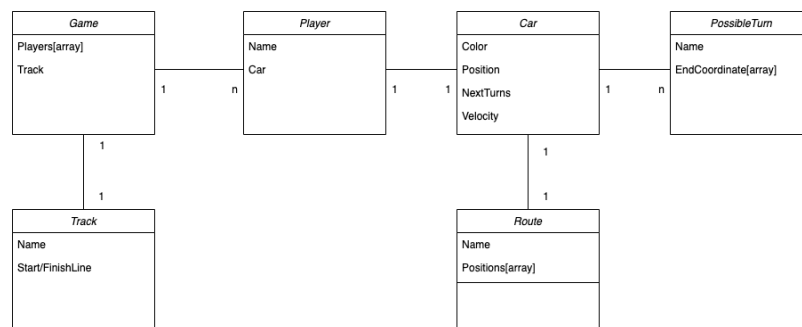 Game
Players[array]
Track
Player
Name
Car
Car
Color
Position
NextTurns
Velocity
PossibleTurn
Name
EndCoordinate[array]
1
n
1
1
1
n
1
1
1
1
Track
Name
Start/FinishLine
Route
Name
Positions[array]